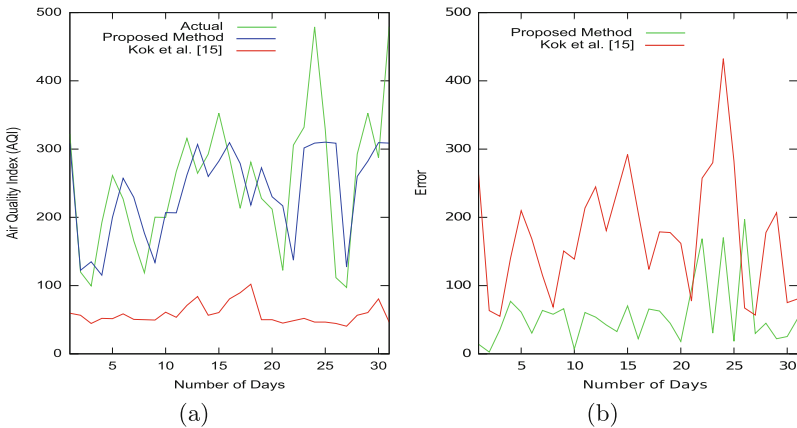 500
400
300
200
100
0
5
10
15
20
25
30
Air Quality Index (AQI)
Number of Days
Actual
Proposed Method
Kok et al. [15]
(a)
500
400
300
200
100
0
5
10
15
20
25
30
Error
Number of Days
Proposed Method
Kok et al. [15]
(b)